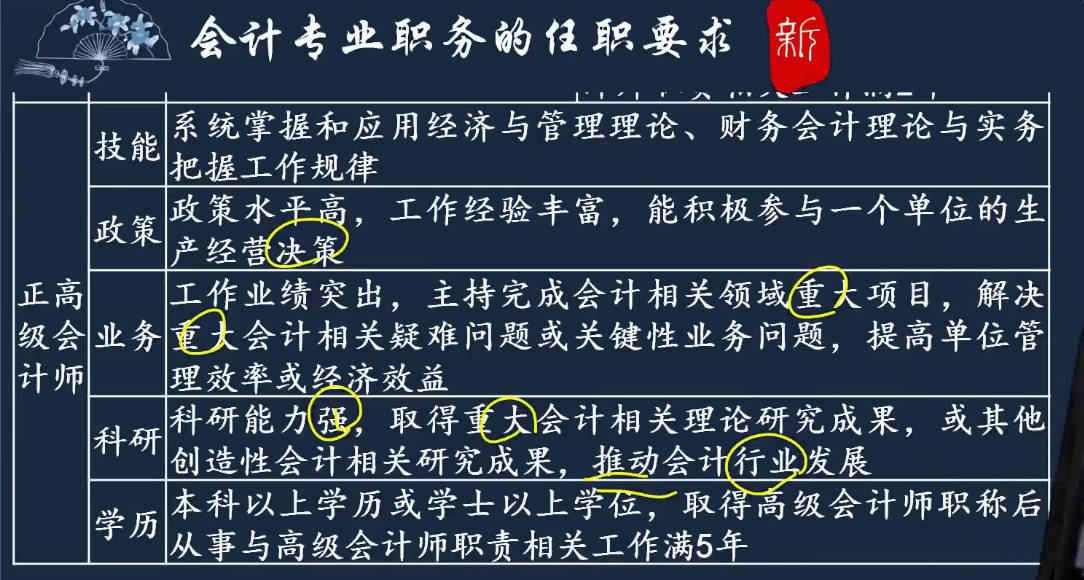 会计专业职务的任职要求
新
正高级会计师
技能
系统掌握和应用经济与管理理论、财务会计理论与实务
把握工作规律
政策
政策水平高，工作经验丰富，能积极参与一个单位的生
产经营决策
业务
工作业绩突出，主持完成会计相关领域重大项目，解决
重大会计相关疑难问题或关键性业务问题，提高单位管
理效率或经济效益
科研
科研能力强，取得重大会计相关理论研究成果，或其他
创造性会计相关研究成果，推动会计行业发展
学历
本科以上学历或学士以上学位，取得高级会计师职称后
从事与高级会计师职责相关工作满5年